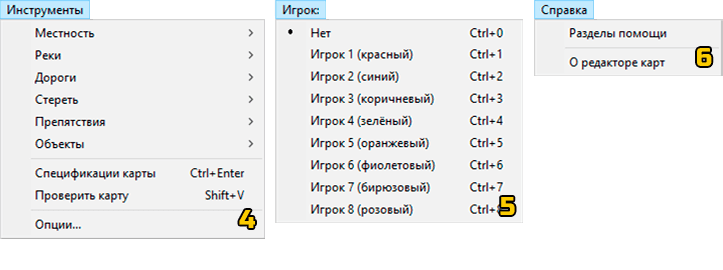 Инструменты
Местность
Реки
Дороги
Стереть
Препятствия
Объекты
Спецификации карты Ctrl+Enter
Проверить карту Shift+V
Опции...
4
Игрок:
Нет Ctrl+0
Игрок 1 (красный) Ctrl+1
Игрок 2 (синий) Ctrl+2
Игрок 3 (коричневый) Ctrl+3
Игрок 4 (зелёный) Ctrl+4
Игрок 5 (оранжевый) Ctrl+5
Игрок 6 (фиолетовый) Ctrl+6
Игрок 7 (бирюзовый) Ctrl+7
Игрок 8 (розовый) Ctrl+8
5
Справка
Разделы помощи
О редакторе карт
6